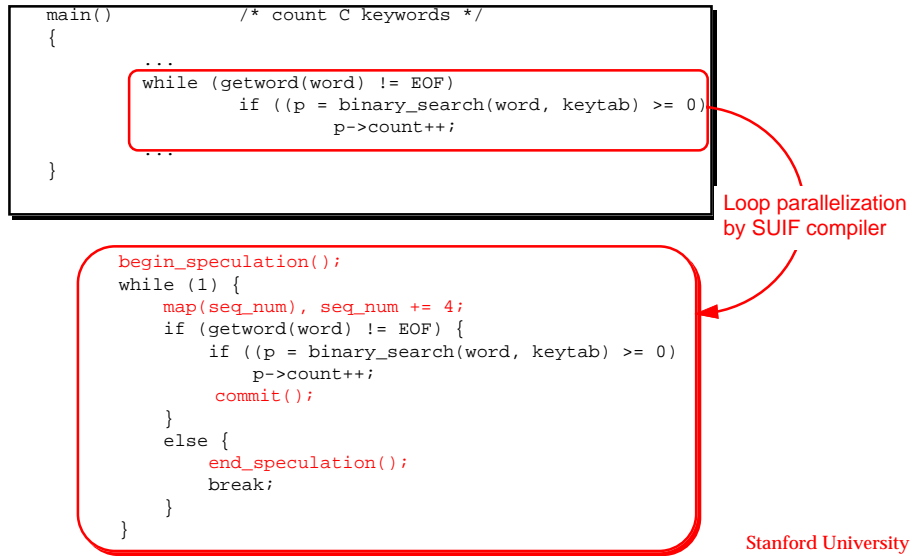 main()          /* count C keywords */
{
        ...
        while (getword(word) != EOF)
                if ((p = binary_search(word, keytab) >= 0)
                        p->count++;
        ...
}
Loop parallelization
by SUIF compiler
begin_speculation();
while (1) {
    map(seq_num), seq_num += 4;
    if (getword(word) != EOF) {
        if ((p = binary_search(word, keytab) >= 0)
            p->count++;
        commit();
    }
    else {
        end_speculation();
        break;
    }
}
Stanford University